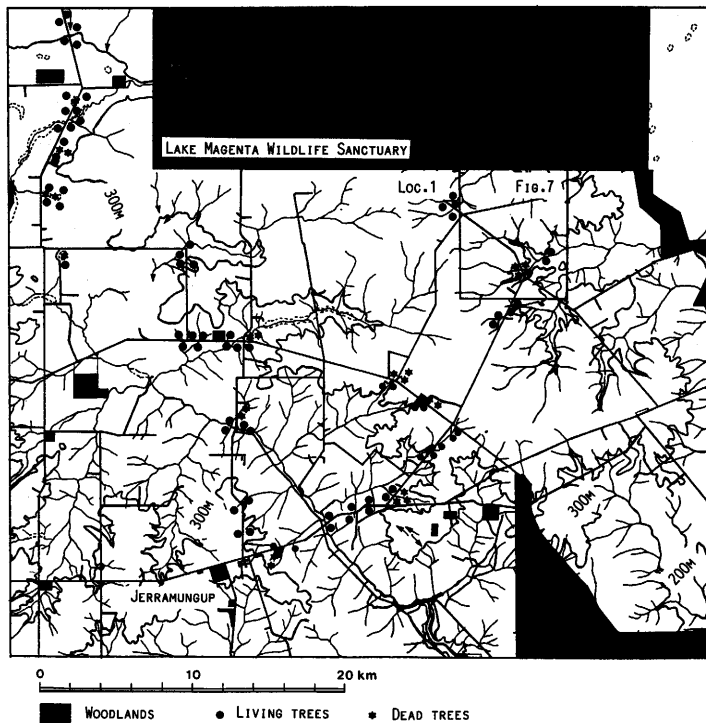 LAKE MAGENTA WILDLIFE SANCTUARY
LOC.1 FIG.7
300M
300M
300M
200M
JERRAMUNGUP
0 10 20 km
WOODLANDS LIVING TREES DEAD TREES